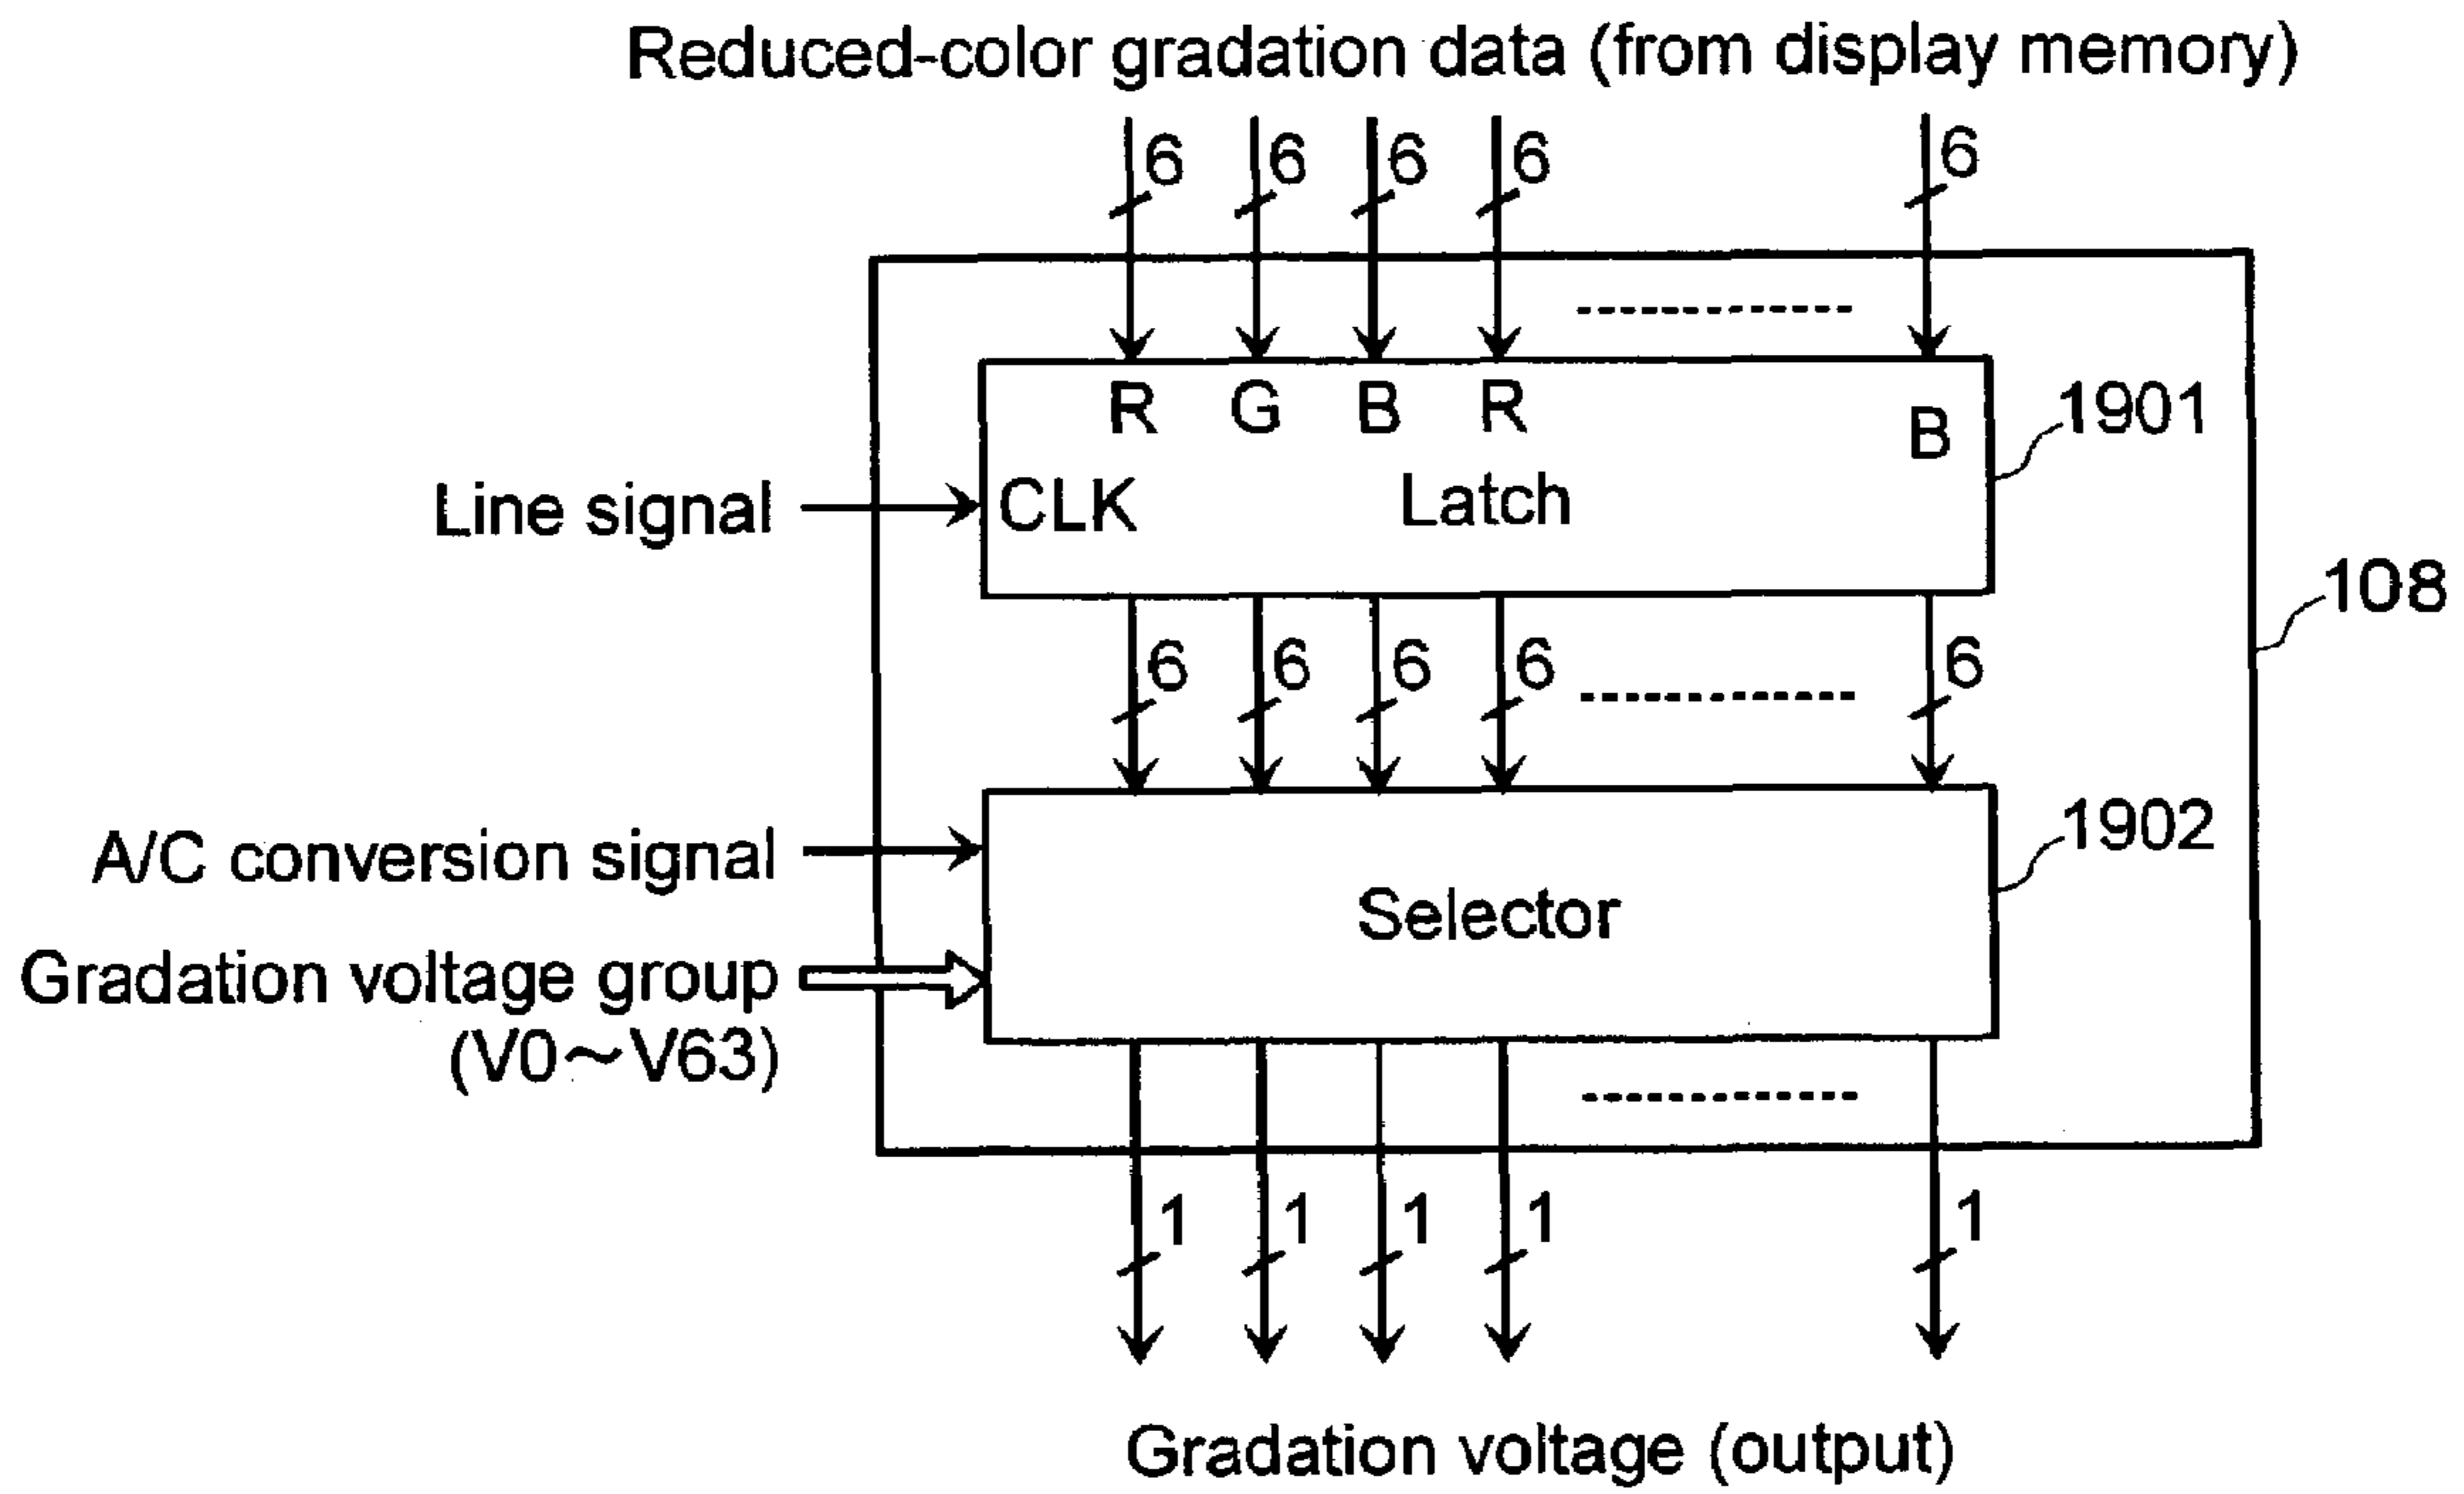 Reduced-color gradation data (from display memory)
6 6 6 6 6
R G B R B
1901
Line signal
CLK
Latch
108
6 6 6 6 6
1902
A/C conversion signal
Selector
Gradation voltage group
(V0～V63)
1 1 1 1 1
Gradation voltage (output)